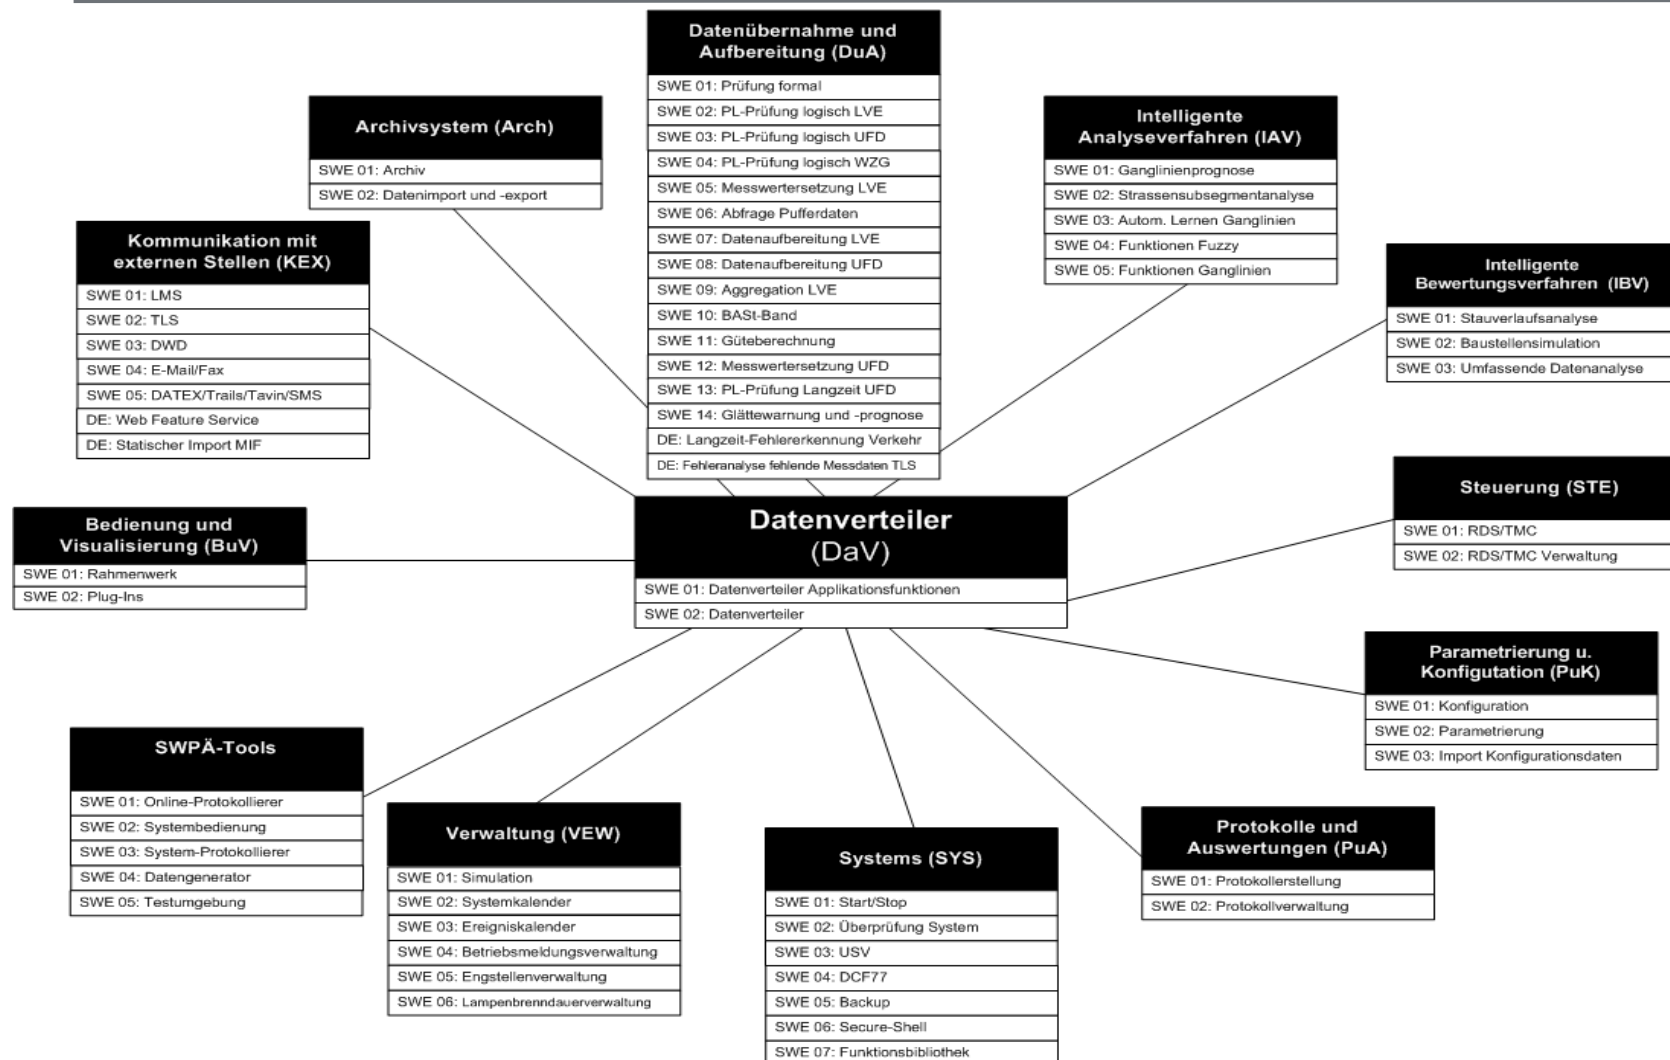 Datenübernahme und
Aufbereitung (DuA)
SWE 01: Prüfung formal
SWE 02: PL-Prüfung logisch LVE
SWE 03: PL-Prüfung logisch UFD
SWE 04: PL-Prüfung logisch WZG
SWE 05: Messwertersetzung LVE
SWE 06: Abfrage Pufferdaten
SWE 07: Datenaufbereitung LVE
SWE 08: Datenaufbereitung UFD
SWE 09: Aggregation LVE
SWE 10: BASt-Band
SWE 11: Güteberechnung
SWE 12: Messwertersetzung UFD
SWE 13: PL-Prüfung Langzeit UFD
SWE 14: Glättewarnung und -prognose
DE: Langzeit-Fehlererkennung Verkehr
DE: Fehleranalyse fehlende Messdaten TLS
Archivsystem (Arch)
SWE 01: Archiv
SWE 02: Datenimport und -export
Intelligente
Analyseverfahren (IAV)
SWE 01: Ganglinienprognose
SWE 02: Strassensubsegmentanalyse
SWE 03: Autom. Lernen Ganglinien
SWE 04: Funktionen Fuzzy
SWE 05: Funktionen Ganglinien
Kommunikation mit
externen Stellen (KEX)
SWE 01: LMS
SWE 02: TLS
SWE 03: DWD
SWE 04: E-Mail/Fax
SWE 05: DATEX/Trails/Tavin/SMS
DE: Web Feature Service
DE: Statischer Import MIF
Intelligente
Bewertungsverfahren (IBV)
SWE 01: Stauverlaufsanalyse
SWE 02: Baustellensimulation
SWE 03: Umfassende Datenanalyse
Bedienung und
Visualisierung (BuV)
SWE 01: Rahmenwerk
SWE 02: Plug-Ins
Datenverteiler
(DaV)
SWE 01: Datenverteiler Applikationsfunktionen
SWE 02: Datenverteiler
Steuerung (STE)
SWE 01: RDS/TMC
SWE 02: RDS/TMC Verwaltung
Parametrierung u.
Konfigutation (PuK)
SWE 01: Konfiguration
SWE 02: Parametrierung
SWE 03: Import Konfigurationsdaten
SWPÄ-Tools
SWE 01: Online-Protokollierer
SWE 02: Systembedienung
SWE 03: System-Protokollierer
SWE 04: Datengenerator
SWE 05: Testumgebung
Verwaltung (VEW)
SWE 01: Simulation
SWE 02: Systemkalender
SWE 03: Ereigniskalender
SWE 04: Betriebsmeldungsverwaltung
SWE 05: Engstellenverwaltung
SWE 06: Lampenbrenndauerverwaltung
Systems (SYS)
SWE 01: Start/Stop
SWE 02: Überprüfung System
SWE 03: USV
SWE 04: DCF77
SWE 05: Backup
SWE 06: Secure-Shell
SWE 07: Funktionsbibliothek
Protokolle und
Auswertungen (PuA)
SWE 01: Protokollerstellung
SWE 02: Protokollverwaltung